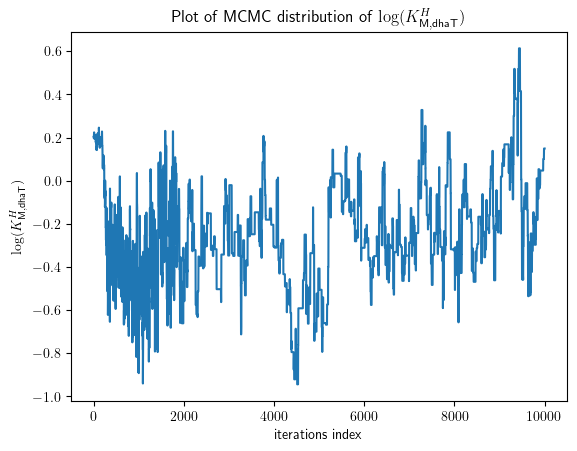 Plot of MCMC distribution of log(K^H_M,dhaT)
log(K^H_M,dhaT)
0.6
0.4
0.2
0.0
−0.2
−0.4
−0.6
−0.8
−1.0
0 2000 4000 6000 8000 10000
iterations index